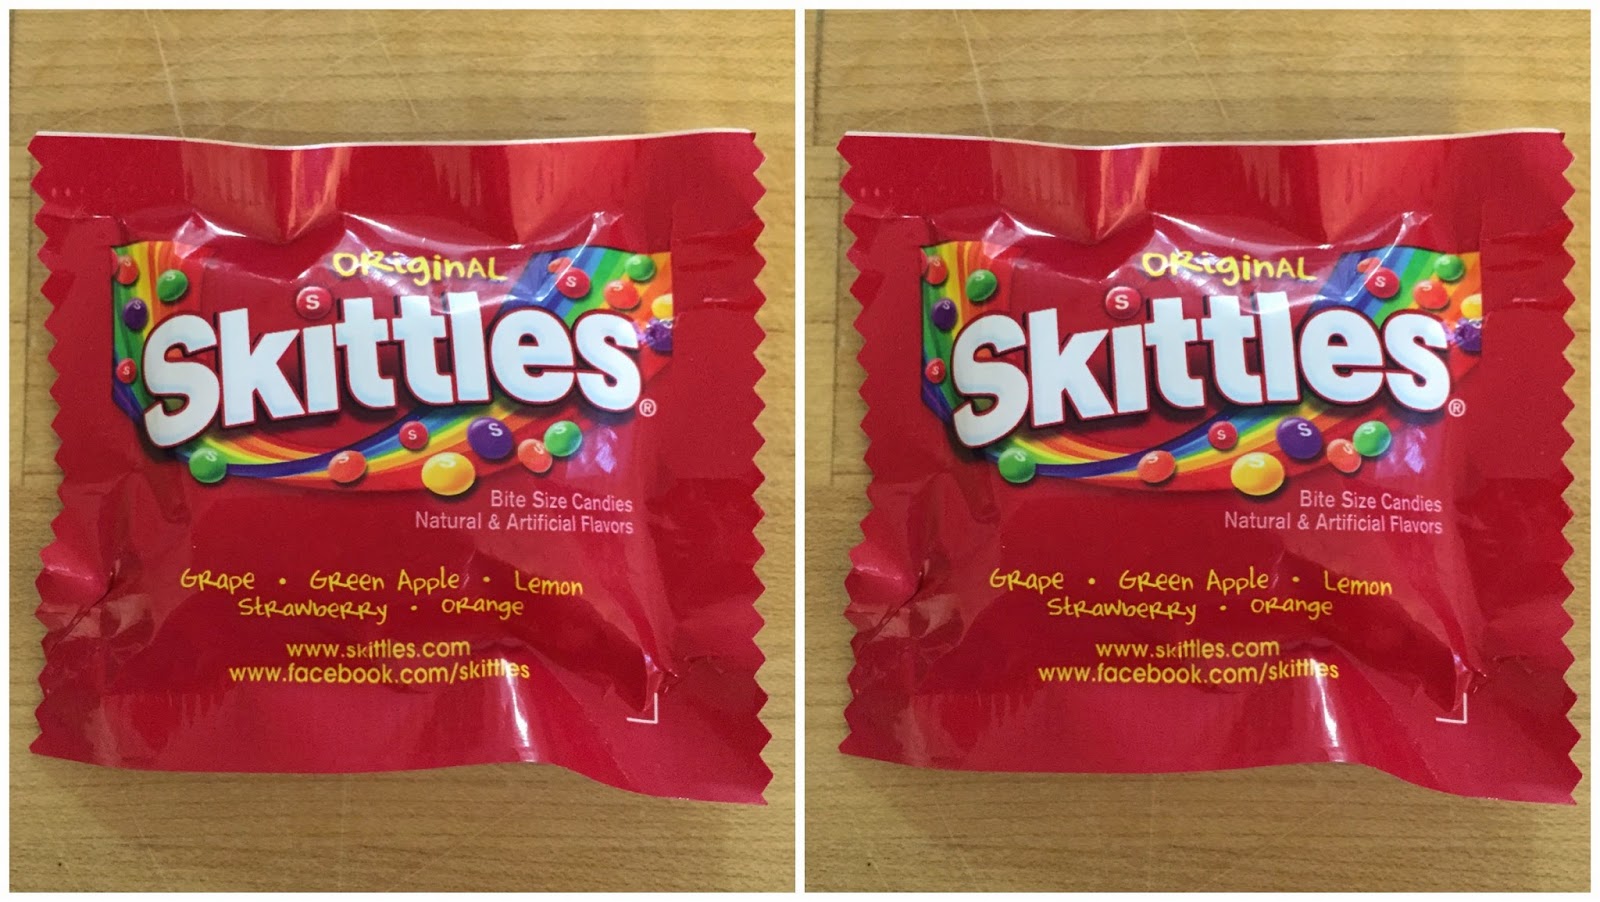 ORiginAL
Skittles®
Bite Size Candies
Natural & Artificial Flavors
GRape • GReen Apple • Lemon
StRawbeRRy • ORange
www.skittles.com
www.facebook.com/skittles
ORiginAL
Skittles®
Bite Size Candies
Natural & Artificial Flavors
GRape • GReen Apple • Lemon
StRawbeRRy • ORange
www.skittles.com
www.facebook.com/skittles